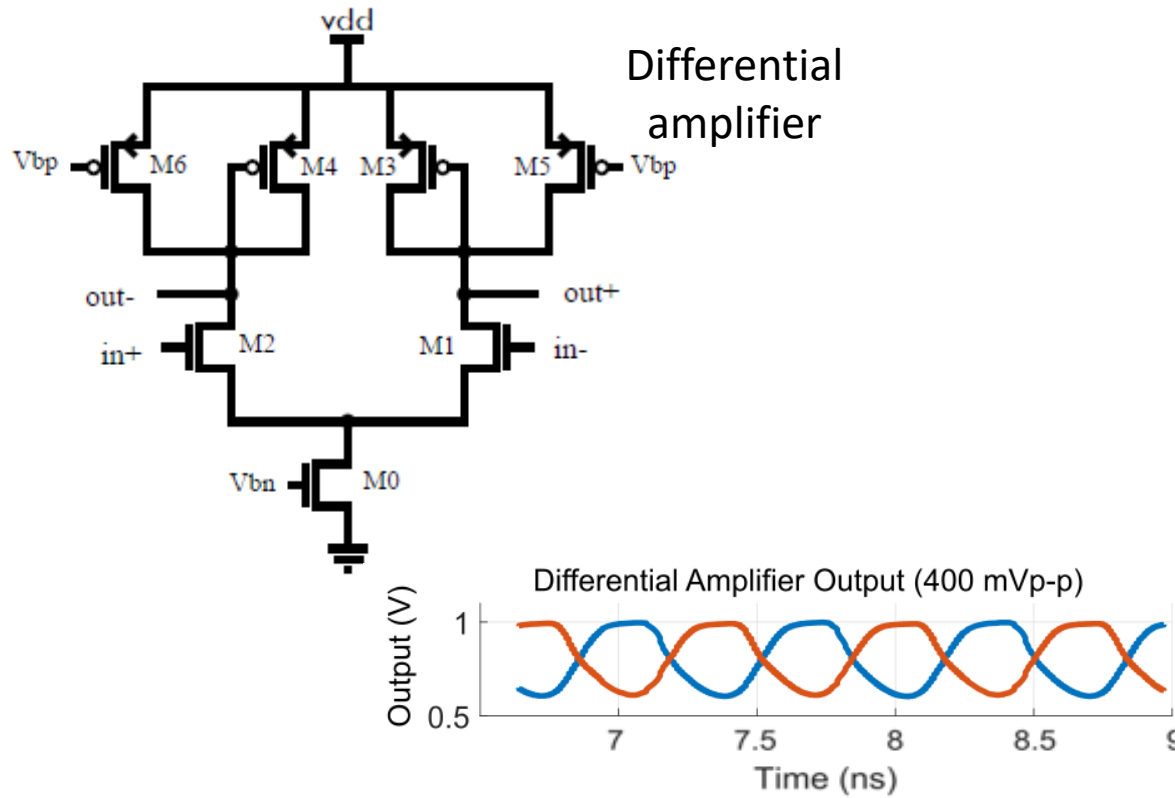 vdd
Differential
amplifier
Vbp
M6
M4
M3
M5
Vbp
out-
out+
in+
M2
M1
in-
Vbn
M0
Differential Amplifier Output (400 mVp-p)
Output (V)
1
0.5
7
7.5
8
8.5
9
Time (ns)